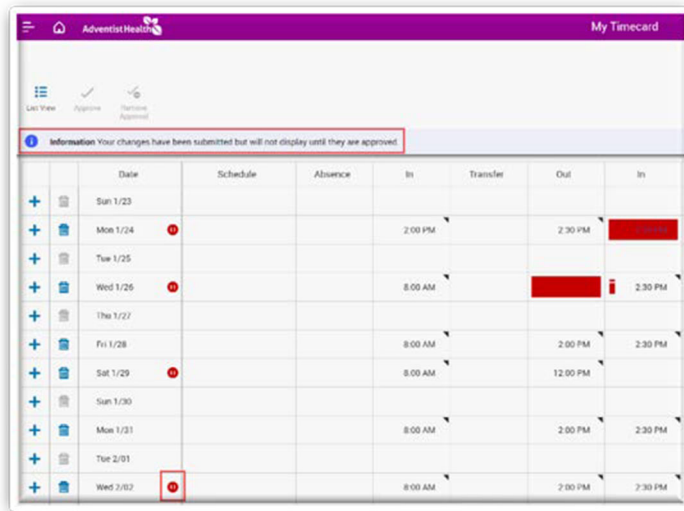 AdventistHealth My Timecard
List View Approve Remove Approval
Information Your changes have been submitted but will not display until they are approved.
Date Schedule Absence In Transfer Out In
Sun 1/23
Mon 1/24 2:00 PM 2:30 PM
Tue 1/25
Wed 1/26 8:00 AM 2:30 PM
Thu 1/27
Fri 1/28 8:00 AM 2:00 PM 2:30 PM
Sat 1/29 8:00 AM 12:00 PM
Sun 1/30
Mon 1/31 8:00 AM 2:00 PM 2:30 PM
Tue 2/01
Wed 2/02 8:00 AM 2:00 PM 2:30 PM